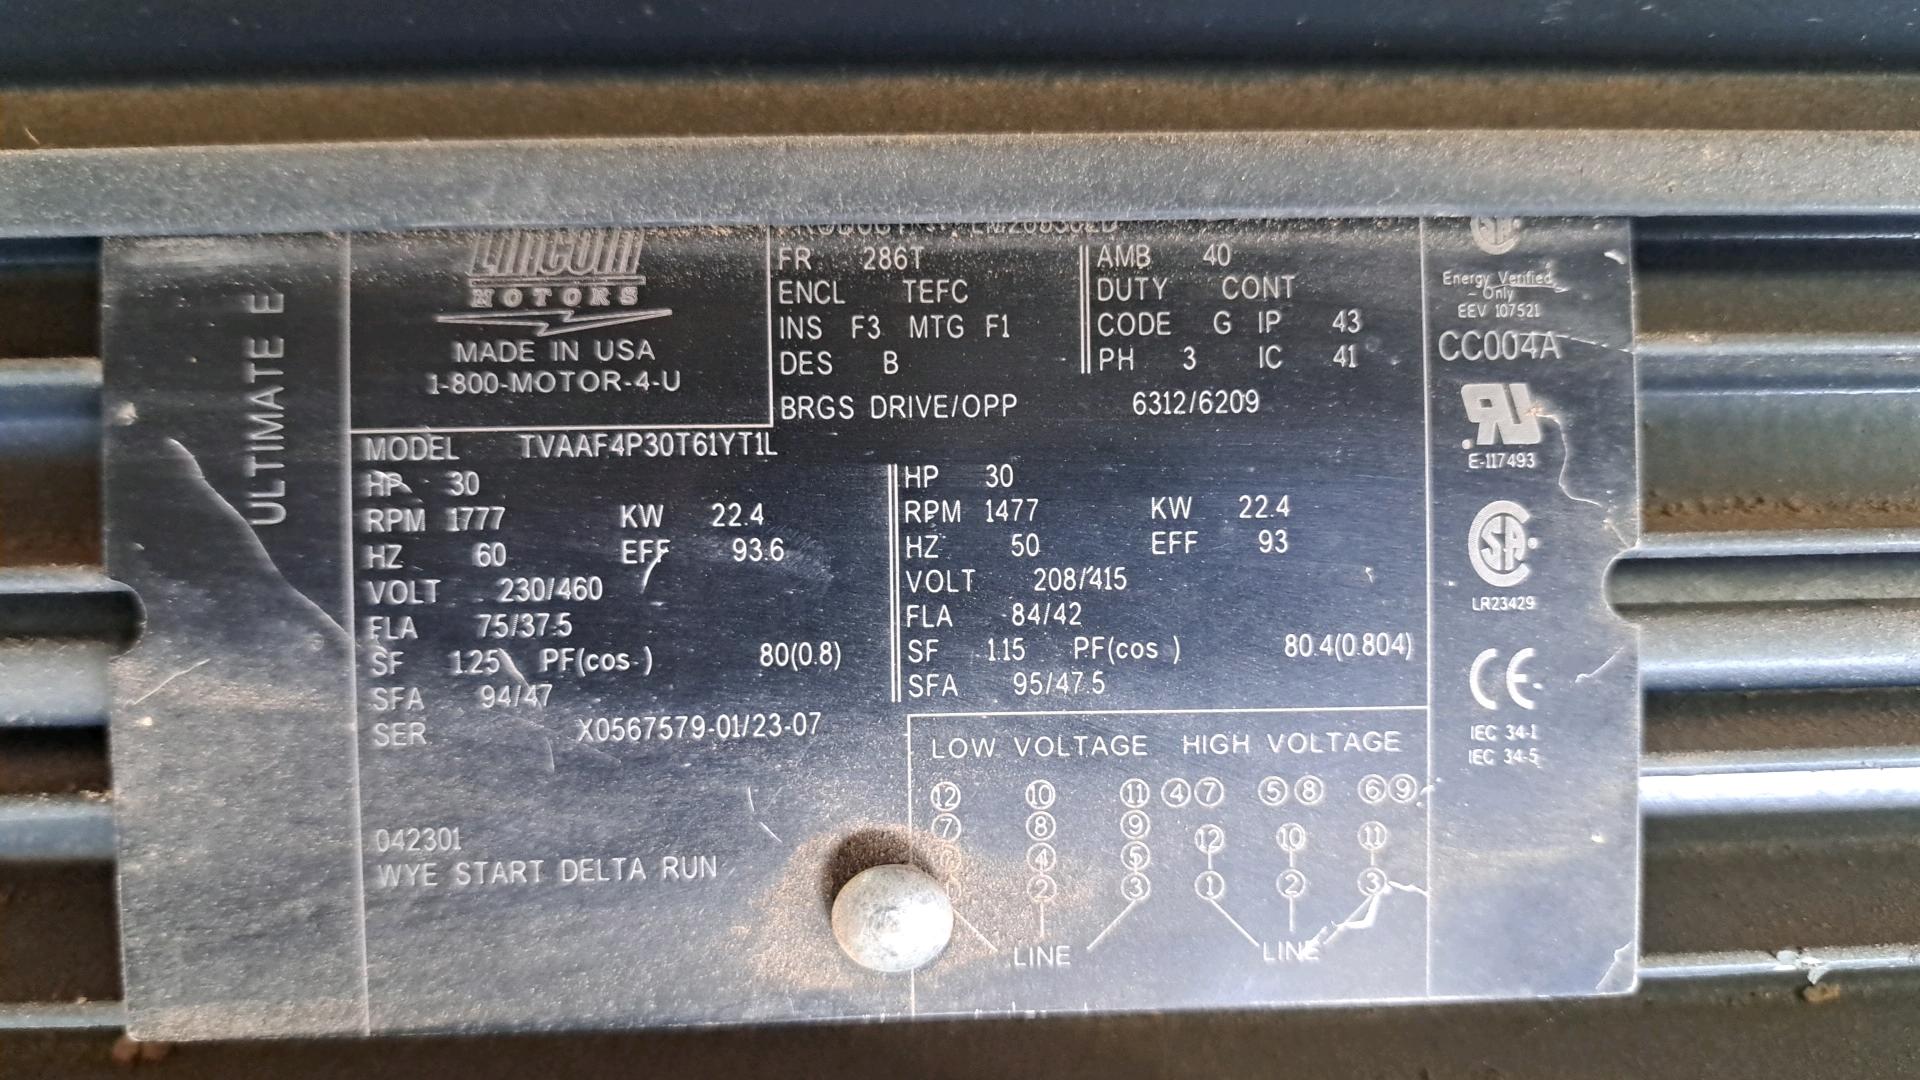 ULTIMATE E
LINCOLN
MOTORS
MADE IN USA
1-800-MOTOR-4-U
FR 286T
ENCL TEFC
INS F3 MTG F1
DES B
AMB 40
DUTY CONT
CODE G IP 43
PH 3 IC 41
BRGS DRIVE/OPP 6312/6209
MODEL TVAAF4P30T61YT1L
HP 30
RPM 1777 KW 22.4
HZ 60 EFF 93.6
VOLT 230/460
FLA 75/37.5
SF 1.25 PF(cos ) 80(0.8)
SFA 94/47
SER X0567579-01/23-07
HP 30
RPM 1477 KW 22.4
HZ 50 EFF 93
VOLT 208/415
FLA 84/42
SF 1.15 PF(cos ) 80.4(0.804)
SFA 95/47.5
042301
WYE START DELTA RUN
LOW VOLTAGE HIGH VOLTAGE
12 10 11 4 7 5 8 6 9
7 8 9 12 10 11
6 4 5
2 3 1 2 3
LINE LINE
SA
Energy Verified
Only
EEV 107521
CC004A
RU
E-117493
SA
LR23429
CE
IEC 34-1
IEC 34-5